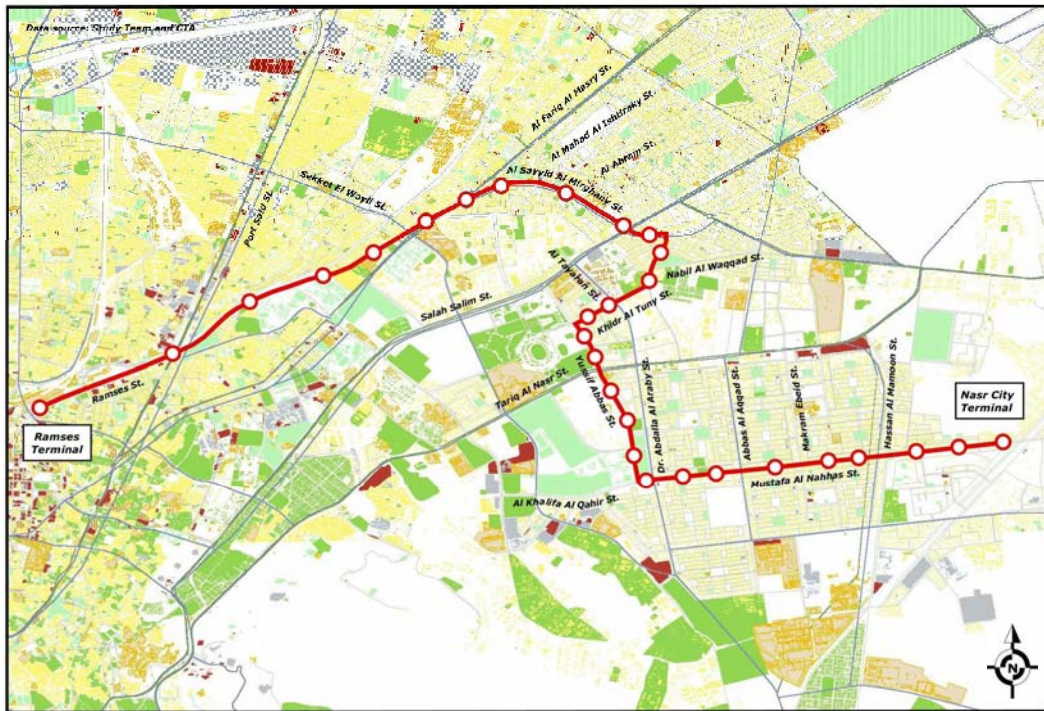 Data source: Study Team and CTA
Al Fariq Al Masry St.
Al Mahad Al Ishtiraky St.
Al Ahram St.
Al Sayyid Al Mirghany St.
Sekket El Wayli St.
Port Said St.
Al Tayaran St.
Nabil Al Waqqad St.
Salah Salim St.
Khidr Al Tuny St.
Ramses St.
Tariq Al Nasr St.
Yussif Abbas St.
Dr. Abdalla Al Araby St.
Abbas Al Aqqad St.
Makram Ebeid St.
Hassan Al Mamoon St.
Nasr City
Terminal
Ramses
Terminal
Mustafa Al Nahhas St.
Al Khalifa Al Qahir St.
N